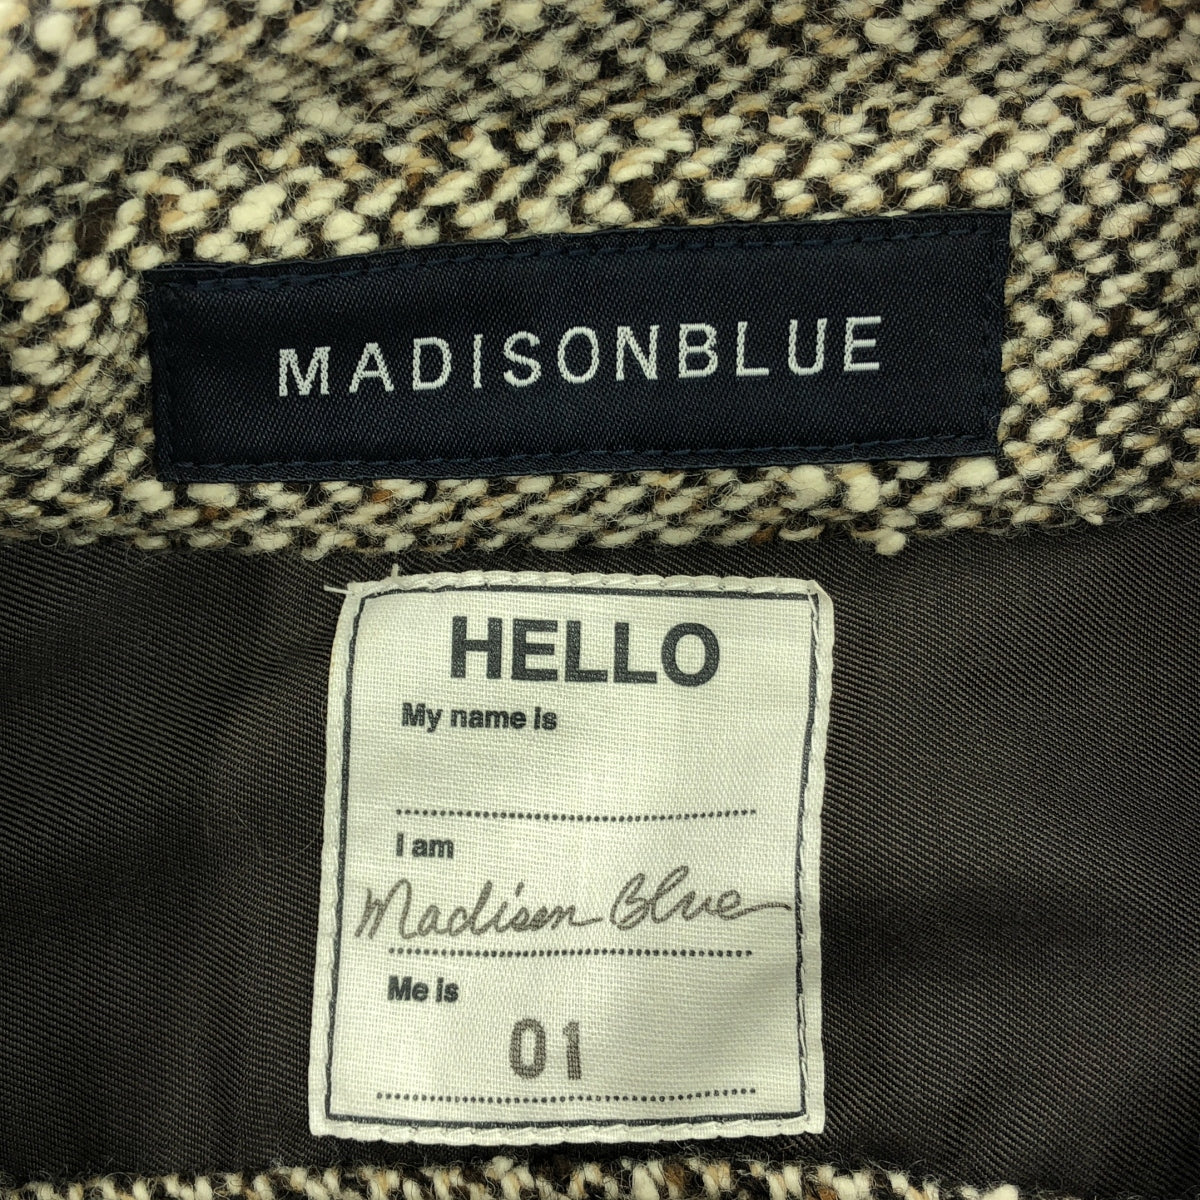 MADISONBLUE
HELLO
My name is
I am
Madison Blue
Me is
01